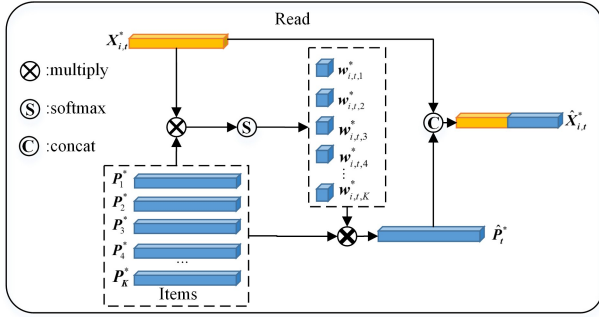 Read
X*i,t
:multiply
:softmax
:concat
S
C
w*i,t,1
w*i,t,2
w*i,t,3
w*i,t,4
⋮
w*i,t,K
X̂*i,t
P*1
P*2
P*3
P*4
...
P*K
Items
P̂*t